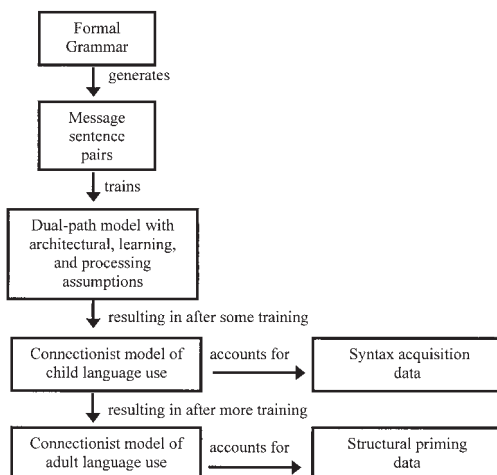 Formal
Grammar
generates
Message
sentence
pairs
trains
Dual-path model with
architectural, learning,
and processing
assumptions
resulting in after some training
Connectionist model of
child language use
accounts for
Syntax acquisition
data
resulting in after more training
Connectionist model of
adult language use
accounts for
Structural priming
data